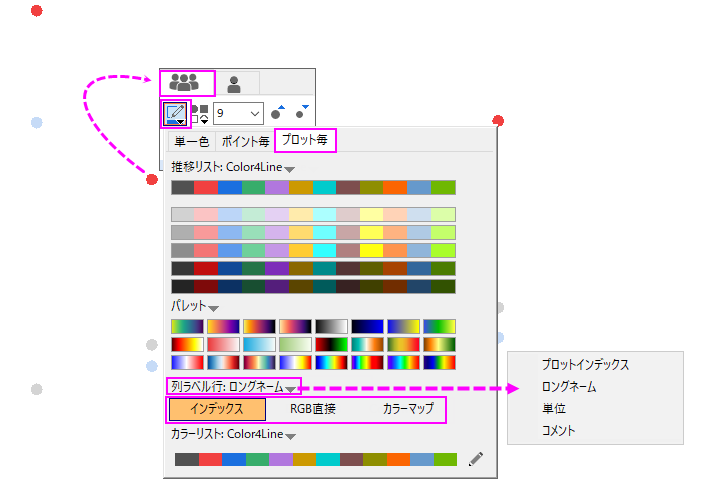 9
単一色 ポイント毎 プロット毎
推移リスト: Color4Line
パレット
列ラベル行: ロングネーム
インデックス RGB直接 カラーマップ
カラーリスト: Color4Line
プロットインデックス
ロングネーム
単位
コメント